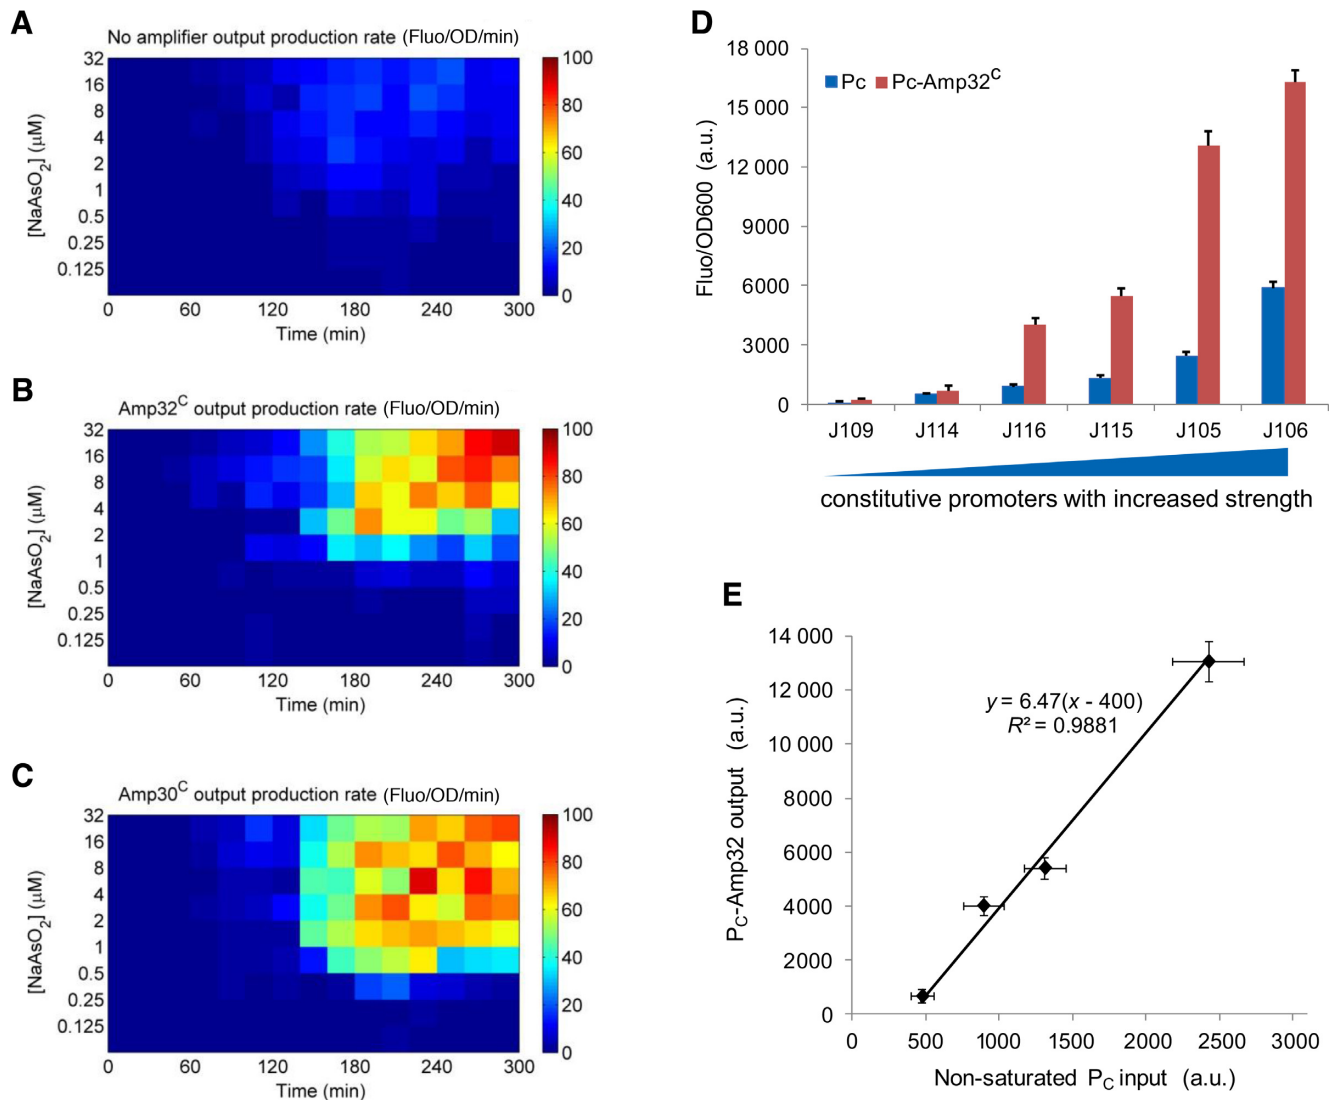 A
No amplifier output production rate (Fluo/OD/min)
[NaAsO2] (μM)
32
16
8
4
2
1
0.5
0.25
0.125
0 60 120 180 240 300
Time (min)
100
80
60
40
20
0
B
Amp32C output production rate (Fluo/OD/min)
[NaAsO2] (μM)
32
16
8
4
2
1
0.5
0.25
0.125
0 60 120 180 240 300
Time (min)
100
80
60
40
20
0
C
Amp30C output production rate (Fluo/OD/min)
[NaAsO2] (μM)
32
16
8
4
2
1
0.5
0.25
0.125
0 60 120 180 240 300
Time (min)
100
80
60
40
20
0
D
Fluo/OD600 (a.u.)
18 000
15 000
12 000
9000
6000
3000
0
Pc Pc-Amp32C
J109 J114 J116 J115 J105 J106
constitutive promoters with increased strength
E
PC-Amp32 output (a.u.)
14 000
12 000
10 000
8000
6000
4000
2000
0
y = 6.47(x - 400)
R² = 0.9881
0 500 1000 1500 2000 2500 3000
Non-saturated PC input (a.u.)